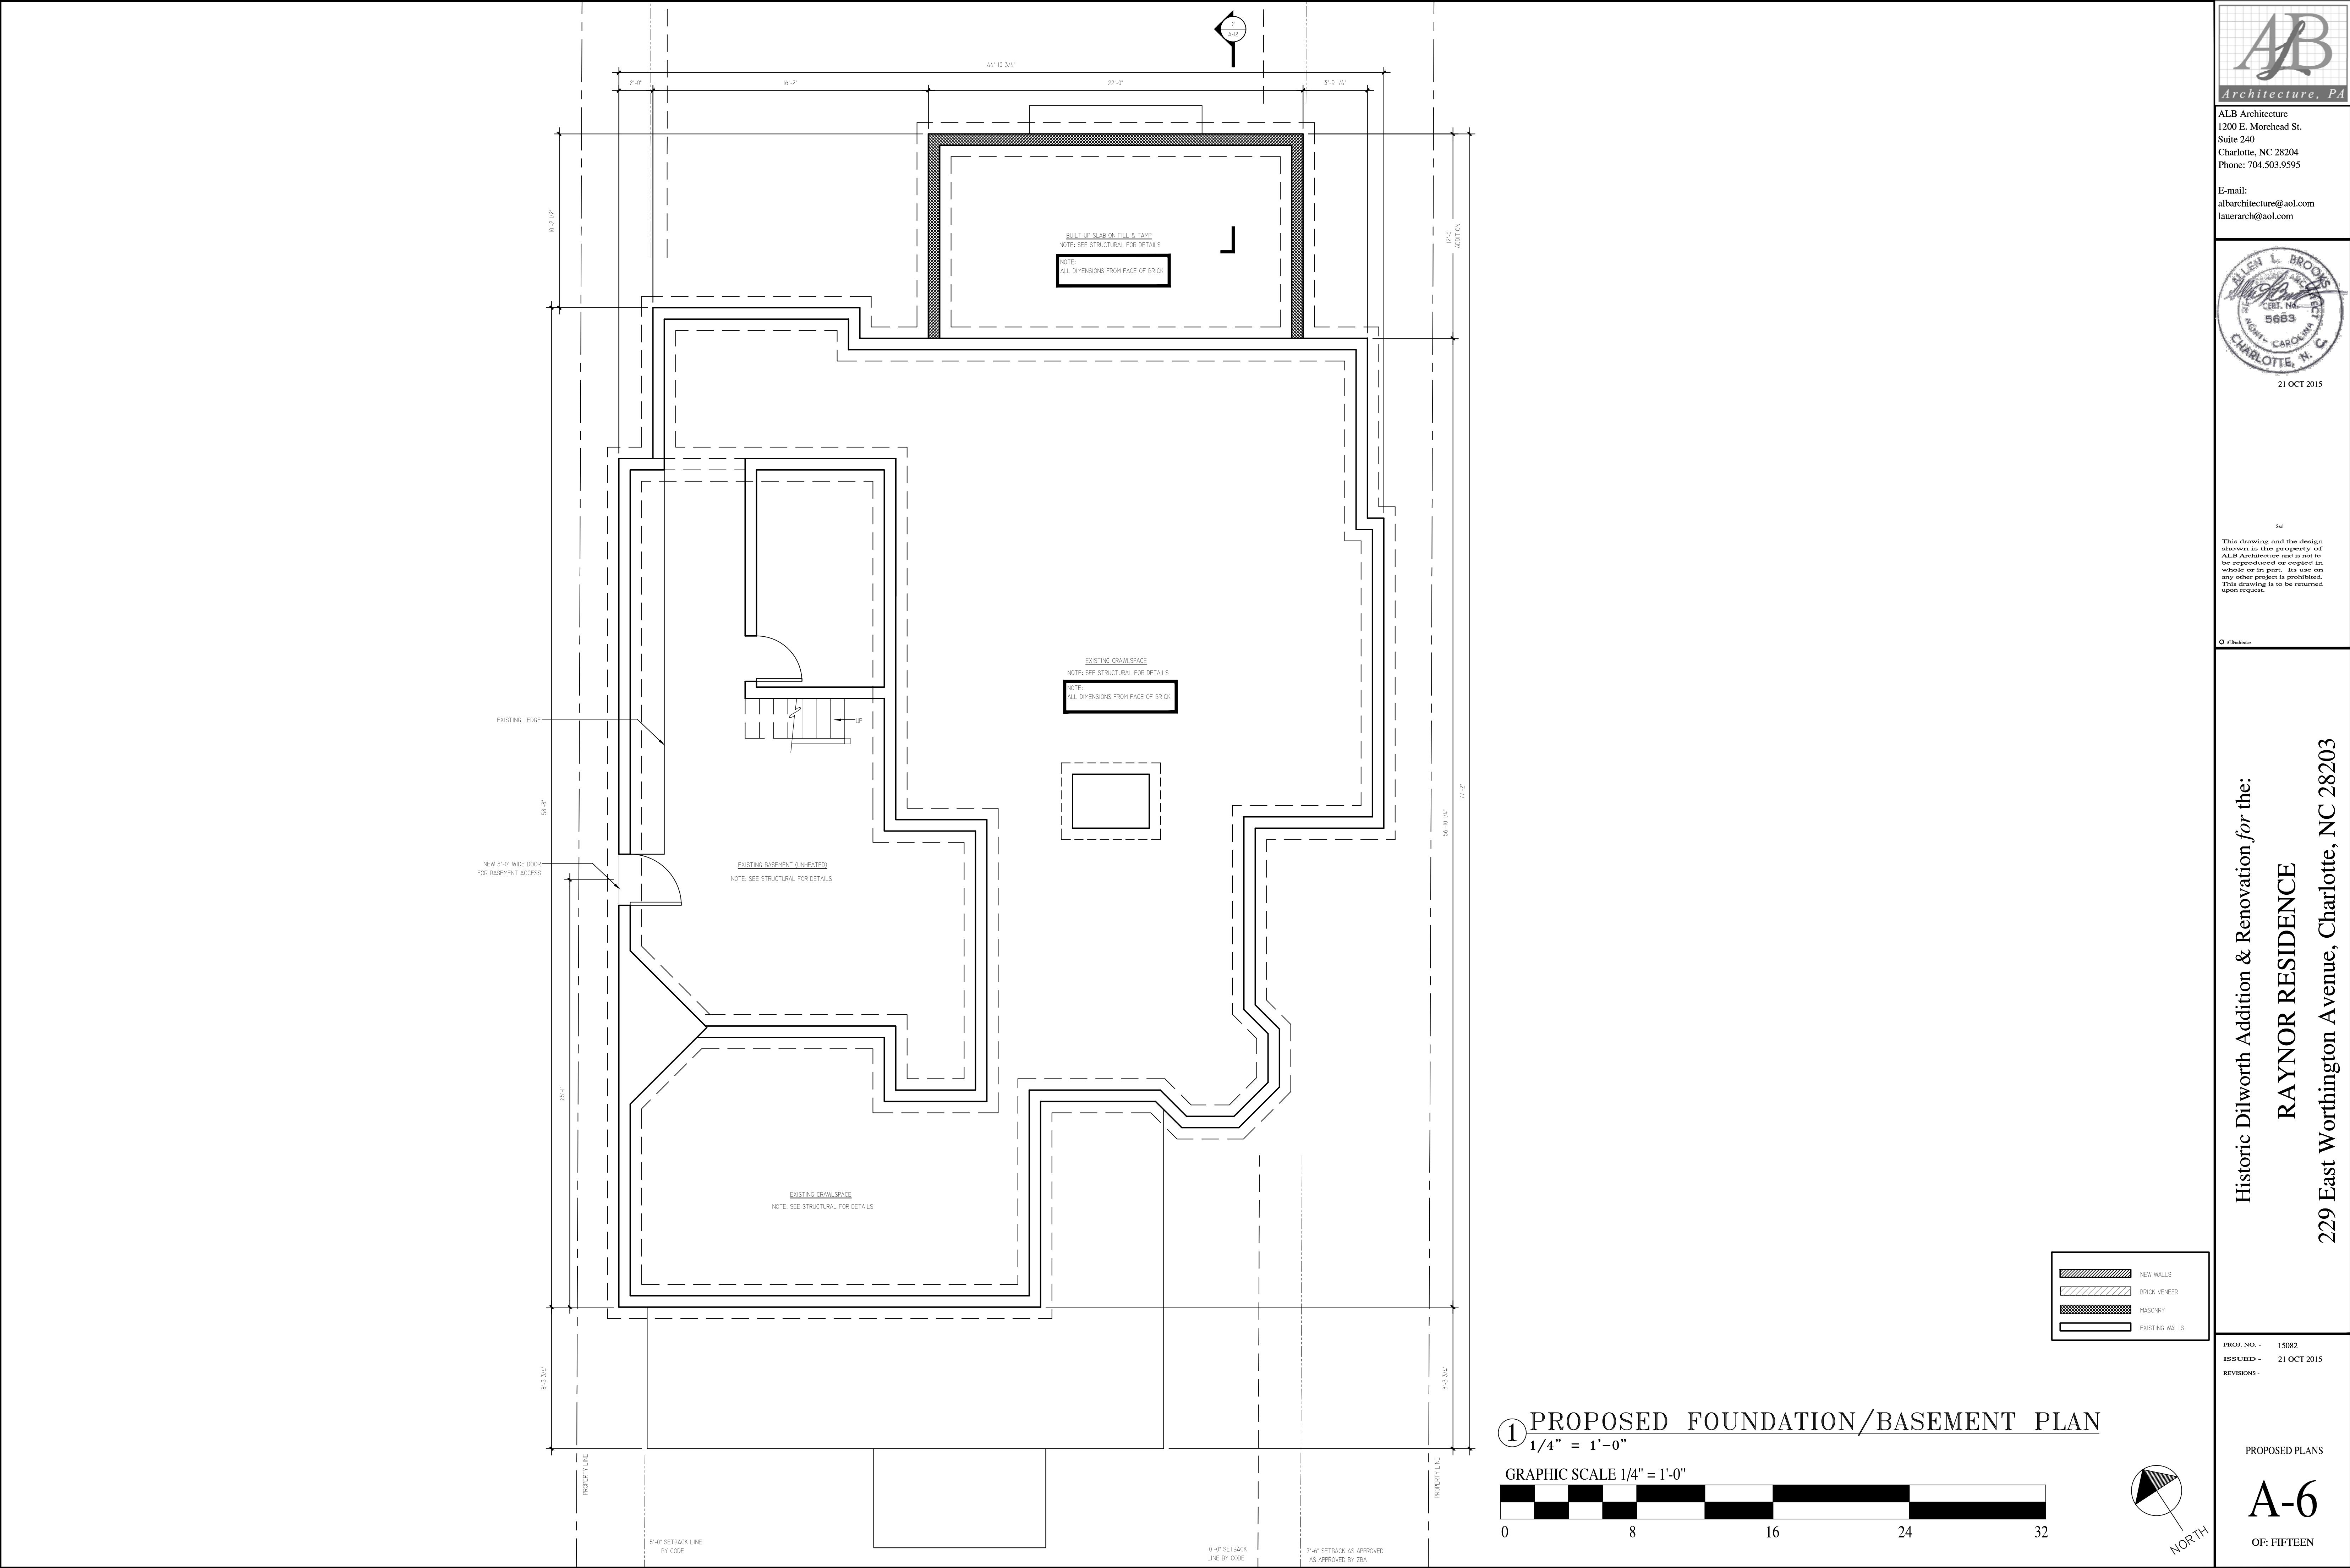 2
A-12
44'-10 3/4"
2'-0"
16'-2"
22'-0"
3'-9 1/4"
10'-2 1/2"
12'-0"
ADDITION
BUILT-UP SLAB ON FILL & TAMP
NOTE: SEE STRUCTURAL FOR DETAILS
NOTE:
ALL DIMENSIONS FROM FACE OF BRICK
EXISTING CRAWLSPACE
NOTE: SEE STRUCTURAL FOR DETAILS
NOTE:
ALL DIMENSIONS FROM FACE OF BRICK
EXISTING LEDGE
UP
77'-2"
56'-10 1/4"
NEW 3'-0" WIDE DOOR
FOR BASEMENT ACCESS
EXISTING BASEMENT (UNHEATED)
NOTE: SEE STRUCTURAL FOR DETAILS
25'-1"
EXISTING CRAWLSPACE
NOTE: SEE STRUCTURAL FOR DETAILS
8'-3 3/4"
8'-3 3/4"
PROPERTY LINE
PROPERTY LINE
5'-0" SETBACK LINE
BY CODE
10'-0" SETBACK
LINE BY CODE
7'-6" SETBACK AS APPROVED
AS APPROVED BY ZBA
NEW WALLS
BRICK VENEER
MASONRY
EXISTING WALLS
1 PROPOSED FOUNDATION/BASEMENT PLAN
1/4" = 1'-0"
GRAPHIC SCALE 1/4" = 1'-0"
0 8 16 24 32
NORTH
ALB
Architecture, PA
ALB Architecture
1200 E. Morehead St.
Suite 240
Charlotte, NC 28204
Phone: 704.503.9595
E-mail:
albarchitecture@aol.com
lauerarch@aol.com
ALLEN L. BROOKS
CERT. No.
5683
NORTH CAROLINA
CHARLOTTE, N. C.
21 OCT 2015
Seal
This drawing and the design
shown is the property of
ALB Architecture and is not to
be reproduced or copied in
whole or in part. Its use on
any other project is prohibited.
This drawing is to be returned
upon request.
© ALBArchitecture
Historic Dilworth Addition & Renovation for the:
RAYNOR RESIDENCE
229 East Worthington Avenue, Charlotte, NC 28203
PROJ. NO. - 15082
ISSUED - 21 OCT 2015
REVISIONS -
PROPOSED PLANS
A-6
OF: FIFTEEN